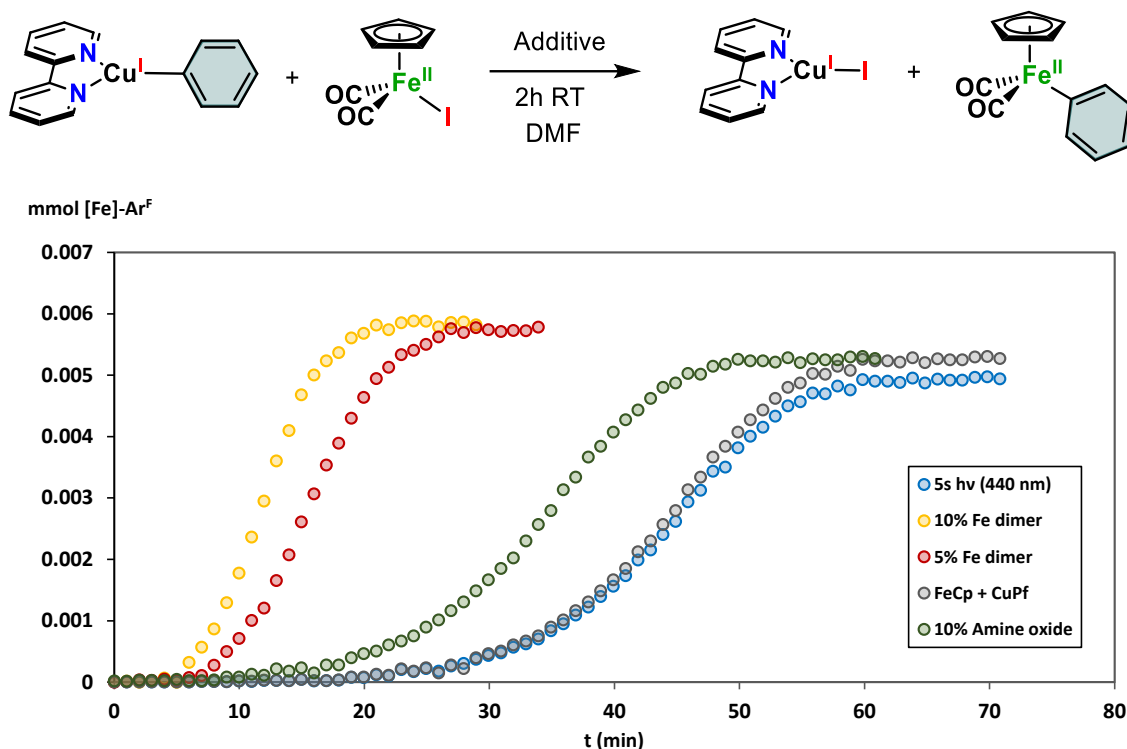 N
N
Cu^I
+
OC
OC
Fe^II
I
Additive
2h RT
DMF
N
N
Cu^I
I
+
OC
OC
Fe^II
mmol [Fe]-Ar^F
0.007
0.006
0.005
0.004
0.003
0.002
0.001
0
0 10 20 30 40 50 60 70 80
t (min)
5s hν (440 nm)
10% Fe dimer
5% Fe dimer
FeCp + CuPf
10% Amine oxide